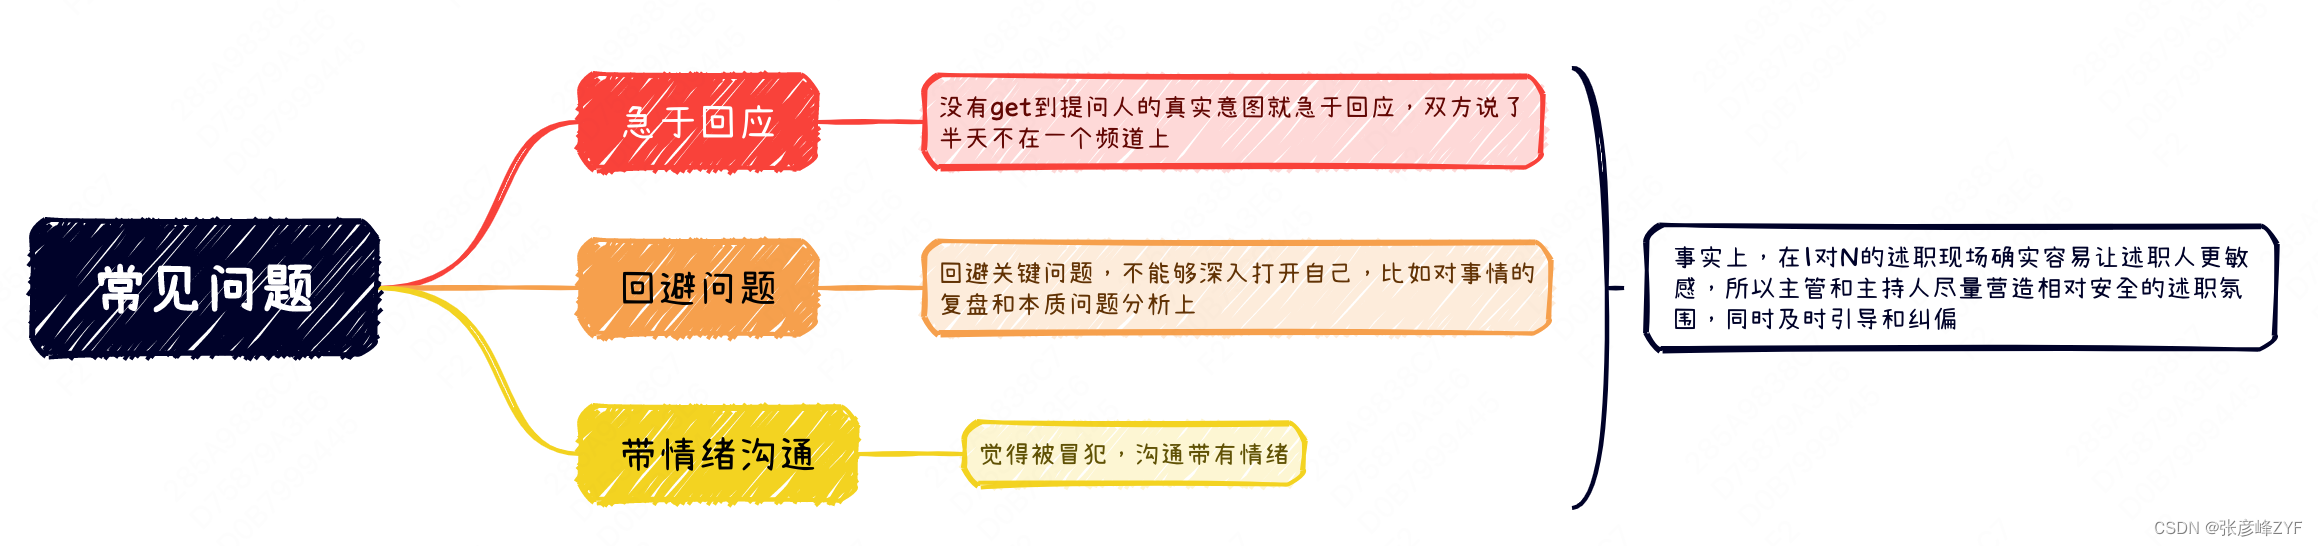 常见问题
急于回应
没有get到提问人的真实意图就急于回应，双方说了
半天不在一个频道上
回避问题
回避关键问题，不能够深入打开自己，比如对事情的
复盘和本质问题分析上
带情绪沟通
觉得被冒犯，沟通带有情绪
事实上，在1对N的述职现场确实容易让述职人更敏
感，所以主管和主持人尽量营造相对安全的述职氛
围，同时及时引导和纠偏
CSDN @张彦峰ZYF